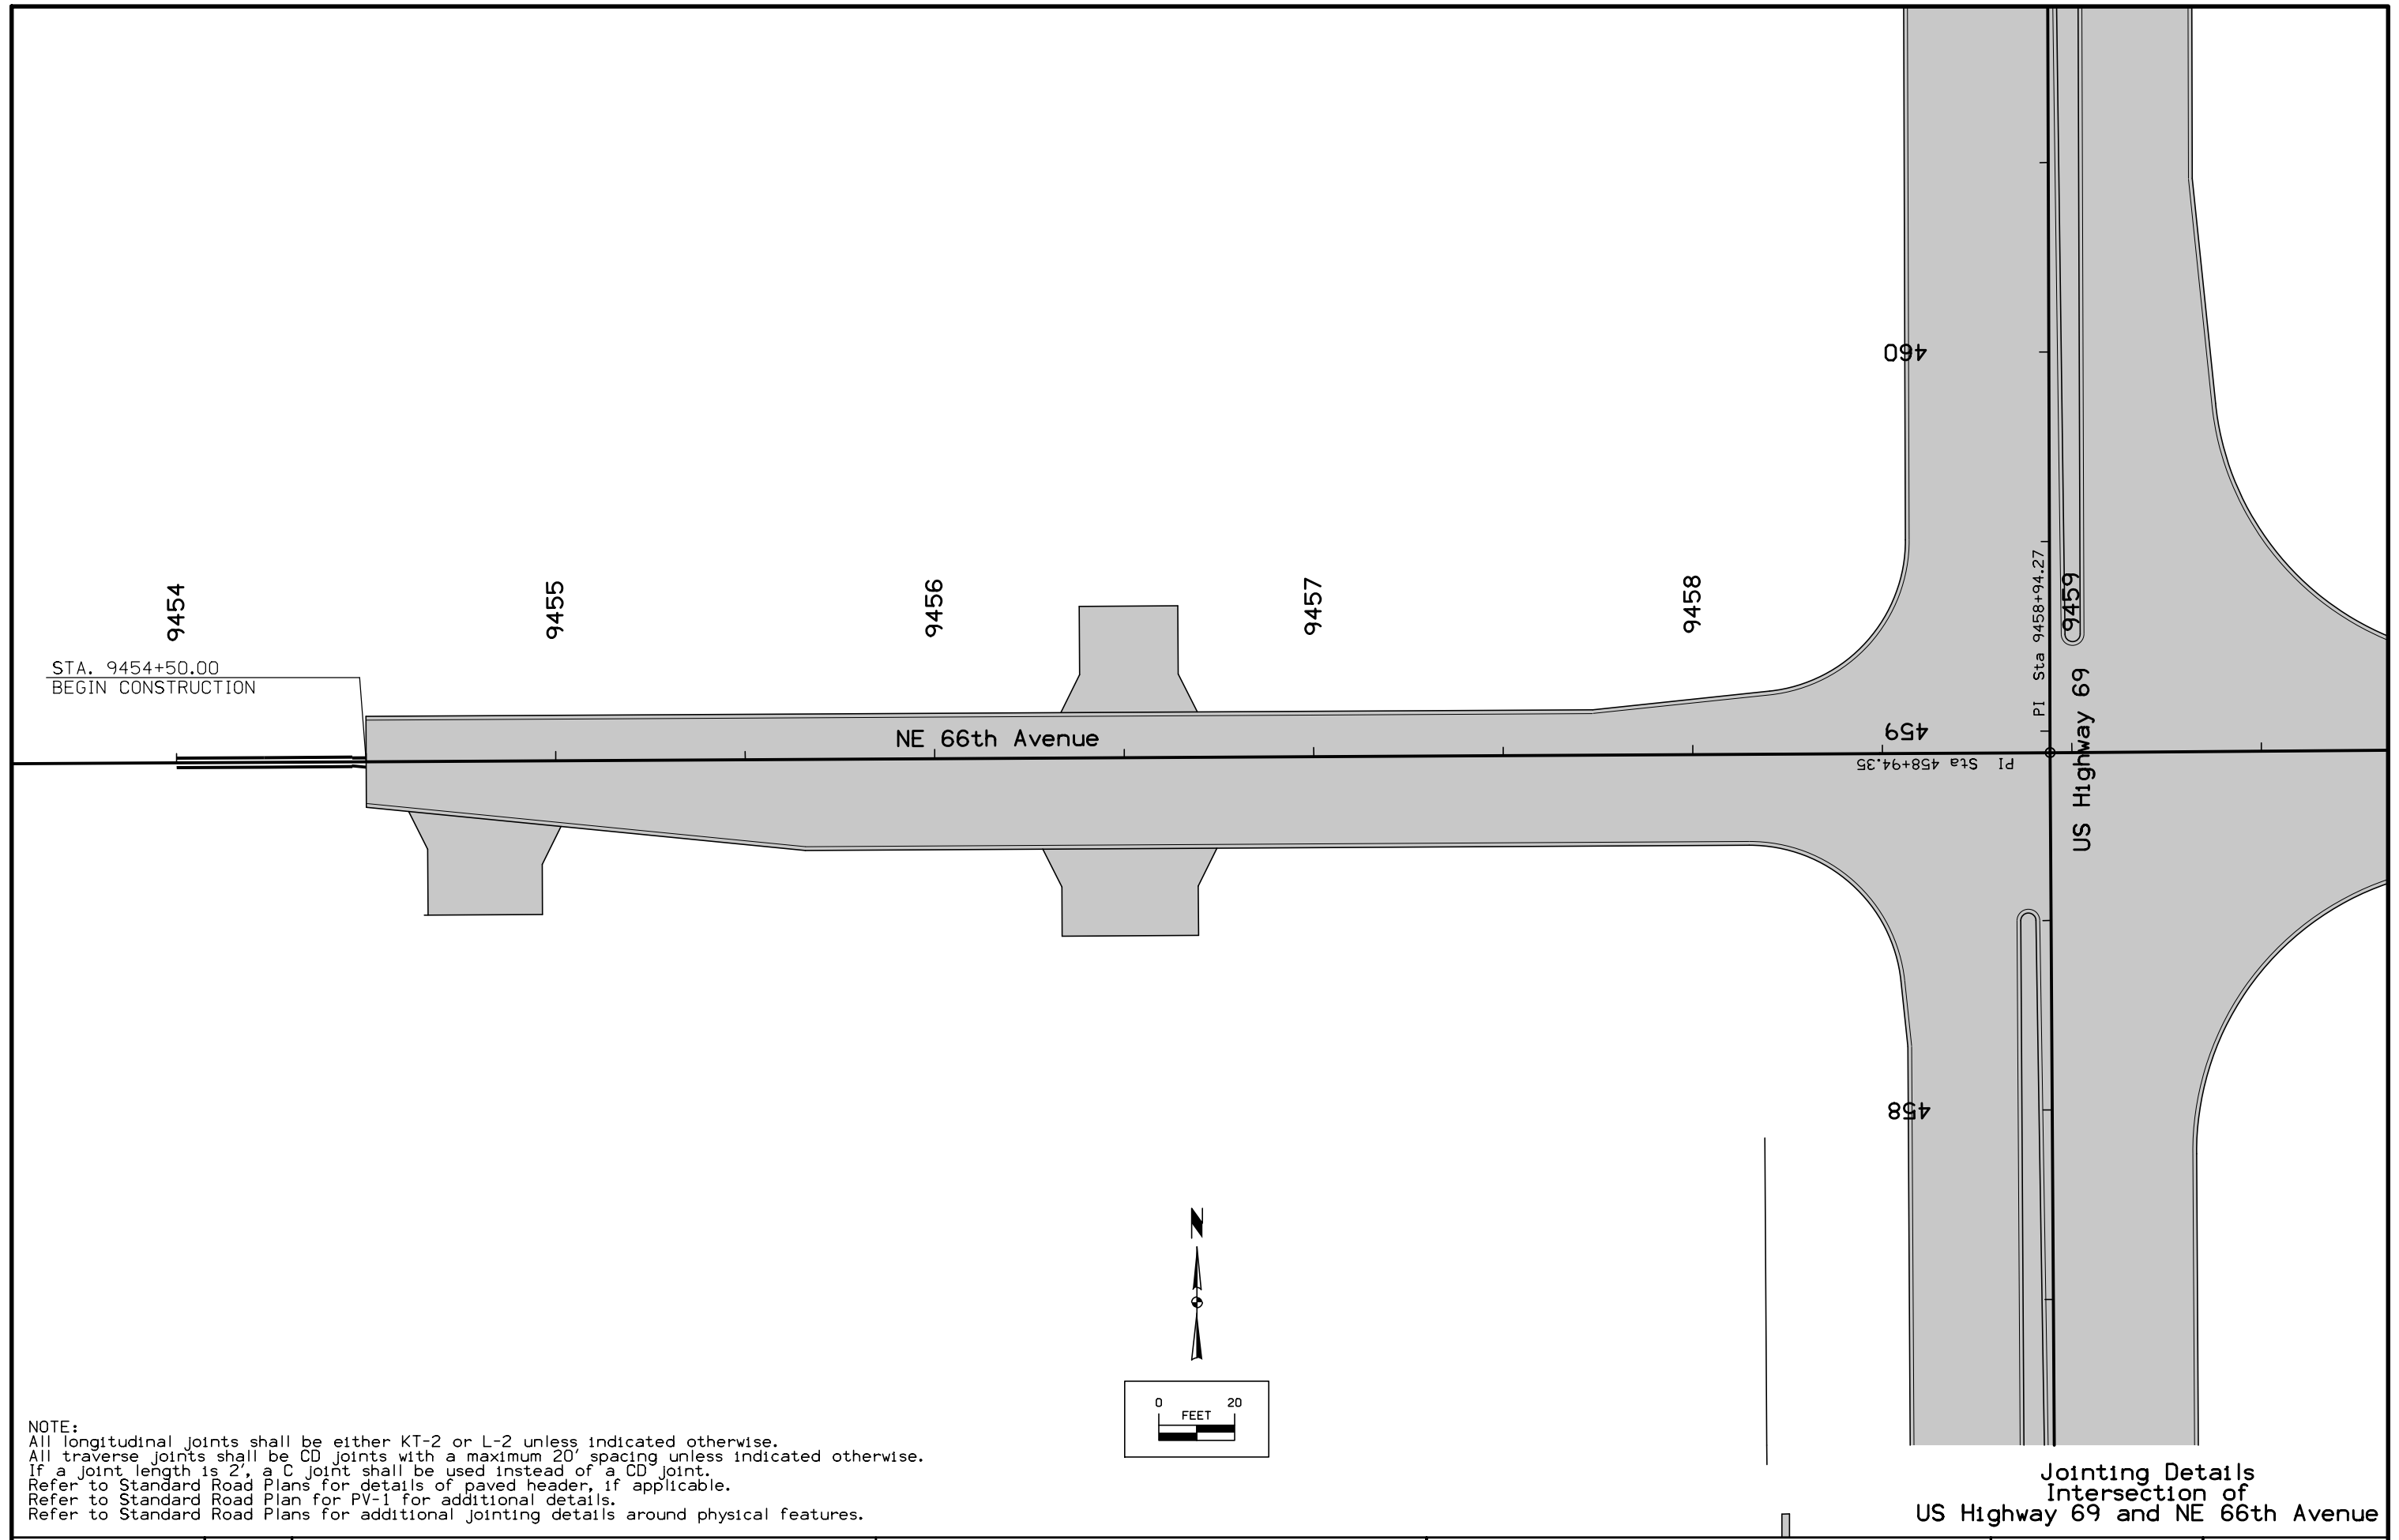 460
9454
9455
9456
9457
9458
9459
PI Sta 9458+94.27
STA. 9454+50.00
BEGIN CONSTRUCTION
NE 66th Avenue
459
PI Sta 458+94.35
US Highway 69
458
N
0 20
FEET
NOTE:
All longitudinal joints shall be either KT-2 or L-2 unless indicated otherwise.
All traverse joints shall be CD joints with a maximum 20' spacing unless indicated otherwise.
If a joint length is 2', a C joint shall be used instead of a CD joint.
Refer to Standard Road Plans for details of paved header, if applicable.
Refer to Standard Road Plan for PV-1 for additional details.
Refer to Standard Road Plans for additional jointing details around physical features.
Jointing Details
Intersection of
US Highway 69 and NE 66th Avenue